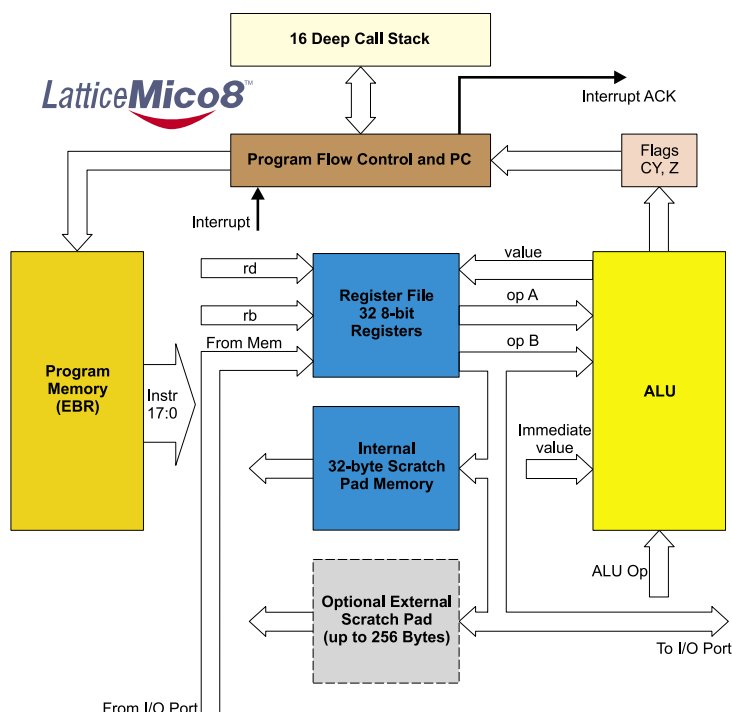 16 Deep Call Stack
LatticeMico8™
Interrupt ACK
Program Flow Control and PC
Flags
CY, Z
Interrupt
value
rd
Register File
32 8-bit
Registers
op A
rb
From Mem
op B
Program
Memory
(EBR)
Instr
17:0
ALU
Immediate
value
Internal
32-byte Scratch
Pad Memory
ALU Op
Optional External
Scratch Pad
(up to 256 Bytes)
To I/O Port
From I/O Port